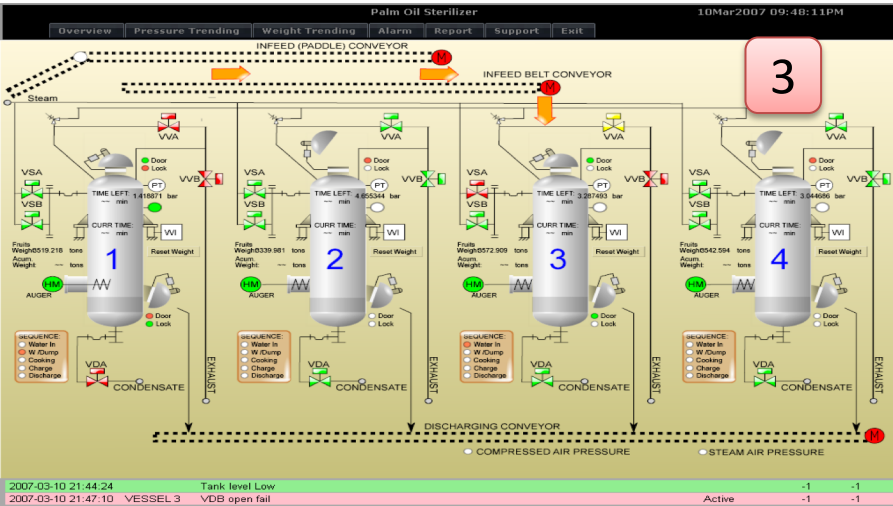 Palm Oil Sterilizer
10Mar2007 09:48:11PM
Overview Pressure Trending Weight Trending Alarm Report Support Exit
INFEED (PADDLE) CONVEYOR
M
INFEED BELT CONVEYOR
M
3
Steam
VVA VVA VVA VVA
Door Door Door Door
Lock Lock Lock Lock
VSA VSA VSA VSA
VVB VVB VVB
PT PT PT PT
TIME LEFT: 1.418871 bar TIME LEFT: 4.655344 bar TIME LEFT: 3.287493 bar TIME LEFT: 3.044686 bar
-- min -- min -- min -- min
VSB VSB VSB VSB
CURR TIME: CURR TIME: CURR TIME: CURR TIME:
-- min -- min -- min -- min
WI WI WI WI
Fruits Fruits Fruits Fruits
Weigh8519.218 tons Weigh8339.981 tons Weigh8572.909 tons Weigh8542.594 tons
Reset Weight Reset Weight Reset Weight Reset Weight
Acum. Acum. Acum. Acum.
Weight: -- tons Weight: -- tons Weight: -- tons Weight: -- tons
1 2 3 4
HM HM HM HM
AUGER AUGER AUGER AUGER
Door Door Door Door
Lock Lock Lock Lock
SEQUENCE: SEQUENCE: SEQUENCE: SEQUENCE:
Water In Water In Water In Water In
W /Dump W /Dump W /Dump W /Dump
Cooking Cooking Cooking Cooking
Charge Charge Charge Charge
Discharge Discharge Discharge Discharge
VDA VDA VDA VDA
CONDENSATE CONDENSATE CONDENSATE CONDENSATE
EXHAUST EXHAUST EXHAUST EXHAUST
DISCHARGING CONVEYOR
M
COMPRESSED AIR PRESSURE STEAM AIR PRESSURE
2007-03-10 21:44:24 Tank level Low -1 -1
2007-03-10 21:47:10 VESSEL 3 VDB open fail Active -1 -1